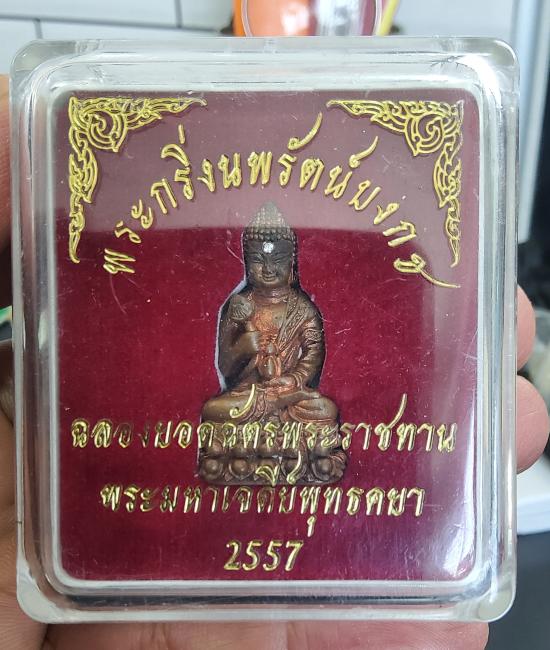 พระกริ่งนพรัตน์มงกุฎ
ฉลองยอดฉัตรพระราชทาน
พระมหาเจดีย์พุทธคยา
2557